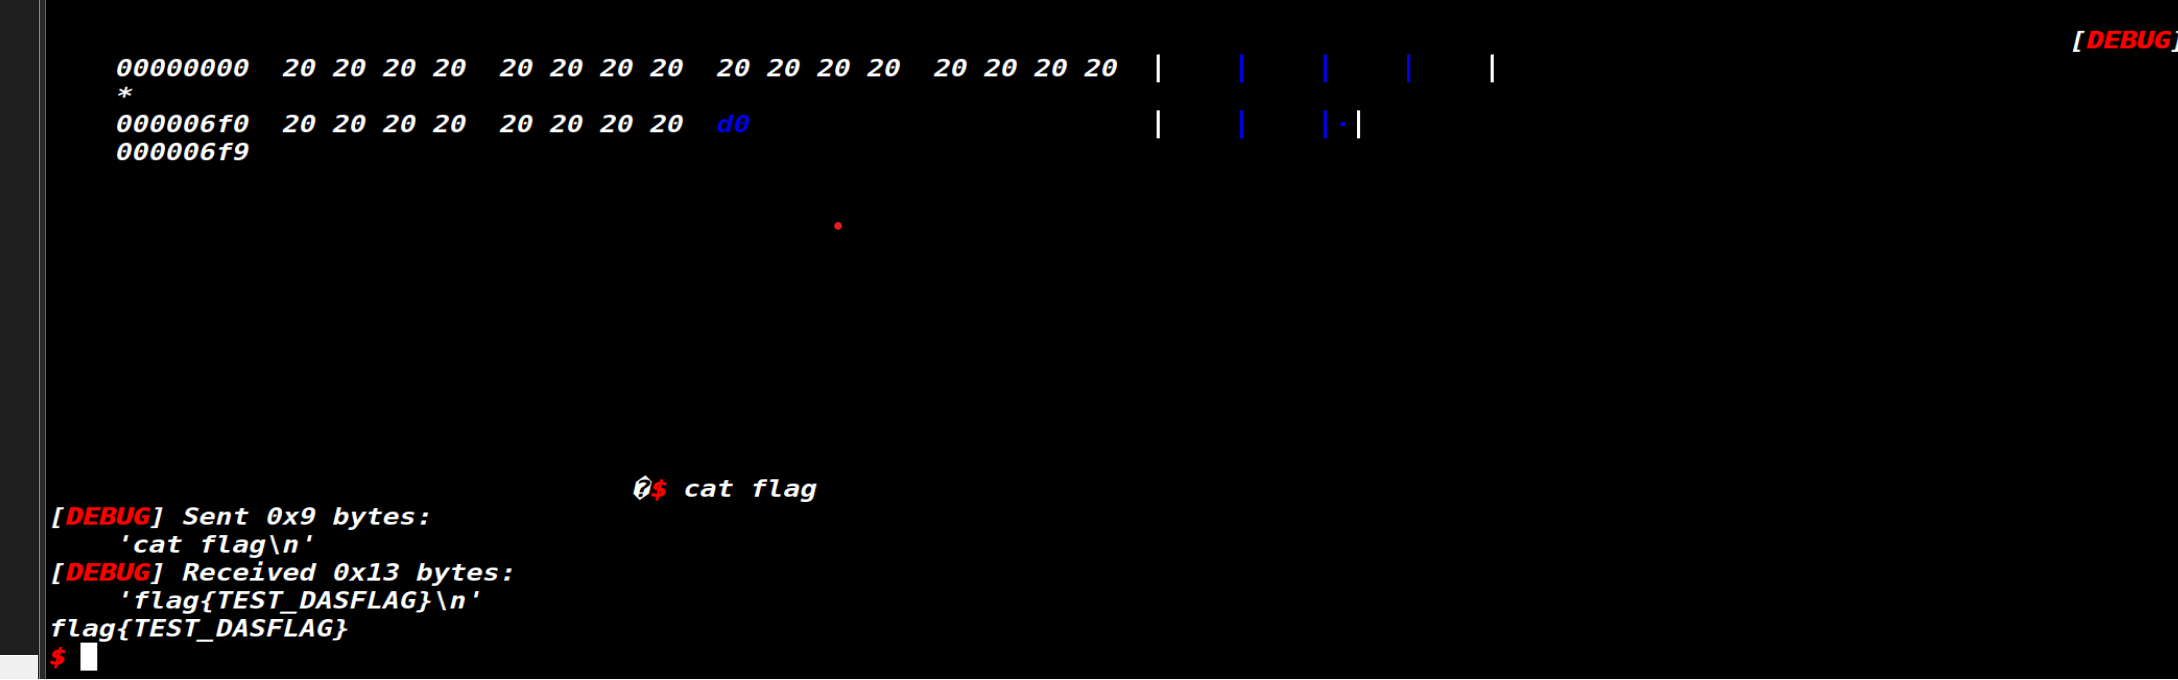 [DEBUG]
00000000  20 20 20 20  20 20 20 20  20 20 20 20  20 20 20 20  |    |    |    |    |
*
000006f0  20 20 20 20  20 20 20 20  d0                         |    |    |·|
000006f9
�$ cat flag
[DEBUG] Sent 0x9 bytes:
'cat flag\n'
[DEBUG] Received 0x13 bytes:
'flag{TEST_DASFLAG}\n'
flag{TEST_DASFLAG}
$